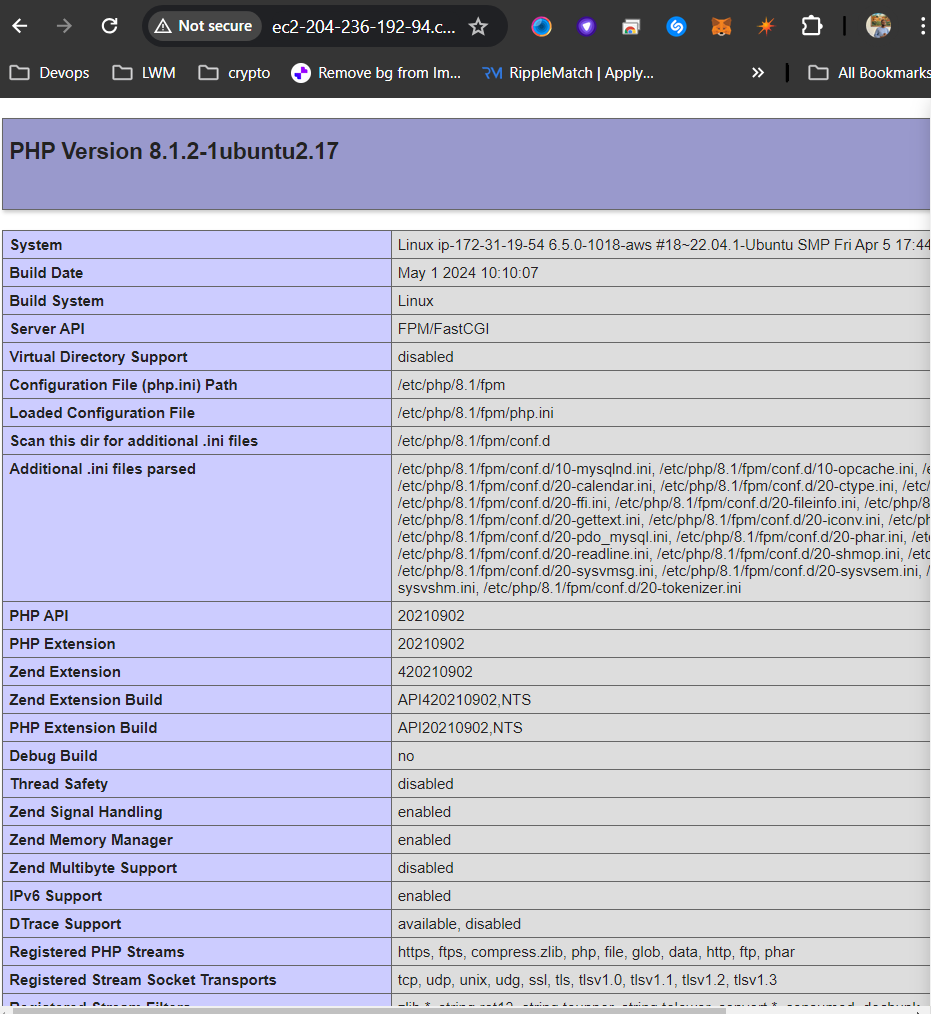 Not secure ec2-204-236-192-94.c...
Devops LWM crypto Remove bg from Im... RM RippleMatch | Apply... » All Bookmarks
PHP Version 8.1.2-1ubuntu2.17
System Linux ip-172-31-19-54 6.5.0-1018-aws #18~22.04.1-Ubuntu SMP Fri Apr 5 17:44
Build Date May 1 2024 10:10:07
Build System Linux
Server API FPM/FastCGI
Virtual Directory Support disabled
Configuration File (php.ini) Path /etc/php/8.1/fpm
Loaded Configuration File /etc/php/8.1/fpm/php.ini
Scan this dir for additional .ini files /etc/php/8.1/fpm/conf.d
Additional .ini files parsed /etc/php/8.1/fpm/conf.d/10-mysqlnd.ini, /etc/php/8.1/fpm/conf.d/10-opcache.ini, /e
/etc/php/8.1/fpm/conf.d/20-calendar.ini, /etc/php/8.1/fpm/conf.d/20-ctype.ini, /etc/
/etc/php/8.1/fpm/conf.d/20-ffi.ini, /etc/php/8.1/fpm/conf.d/20-fileinfo.ini, /etc/php/8
/etc/php/8.1/fpm/conf.d/20-gettext.ini, /etc/php/8.1/fpm/conf.d/20-iconv.ini, /etc/ph
/etc/php/8.1/fpm/conf.d/20-pdo_mysql.ini, /etc/php/8.1/fpm/conf.d/20-phar.ini, /etc
/etc/php/8.1/fpm/conf.d/20-readline.ini, /etc/php/8.1/fpm/conf.d/20-shmop.ini, /etc
/etc/php/8.1/fpm/conf.d/20-sysvmsg.ini, /etc/php/8.1/fpm/conf.d/20-sysvsem.ini, /
sysvshm.ini, /etc/php/8.1/fpm/conf.d/20-tokenizer.ini
PHP API 20210902
PHP Extension 20210902
Zend Extension 420210902
Zend Extension Build API420210902,NTS
PHP Extension Build API20210902,NTS
Debug Build no
Thread Safety disabled
Zend Signal Handling enabled
Zend Memory Manager enabled
Zend Multibyte Support disabled
IPv6 Support enabled
DTrace Support available, disabled
Registered PHP Streams https, ftps, compress.zlib, php, file, glob, data, http, ftp, phar
Registered Stream Socket Transports tcp, udp, unix, udg, ssl, tls, tlsv1.0, tlsv1.1, tlsv1.2, tlsv1.3
Registered Stream Filters zlib.*, string.rot13, string.toupper, string.tolower, convert.*, consumed, dechunk